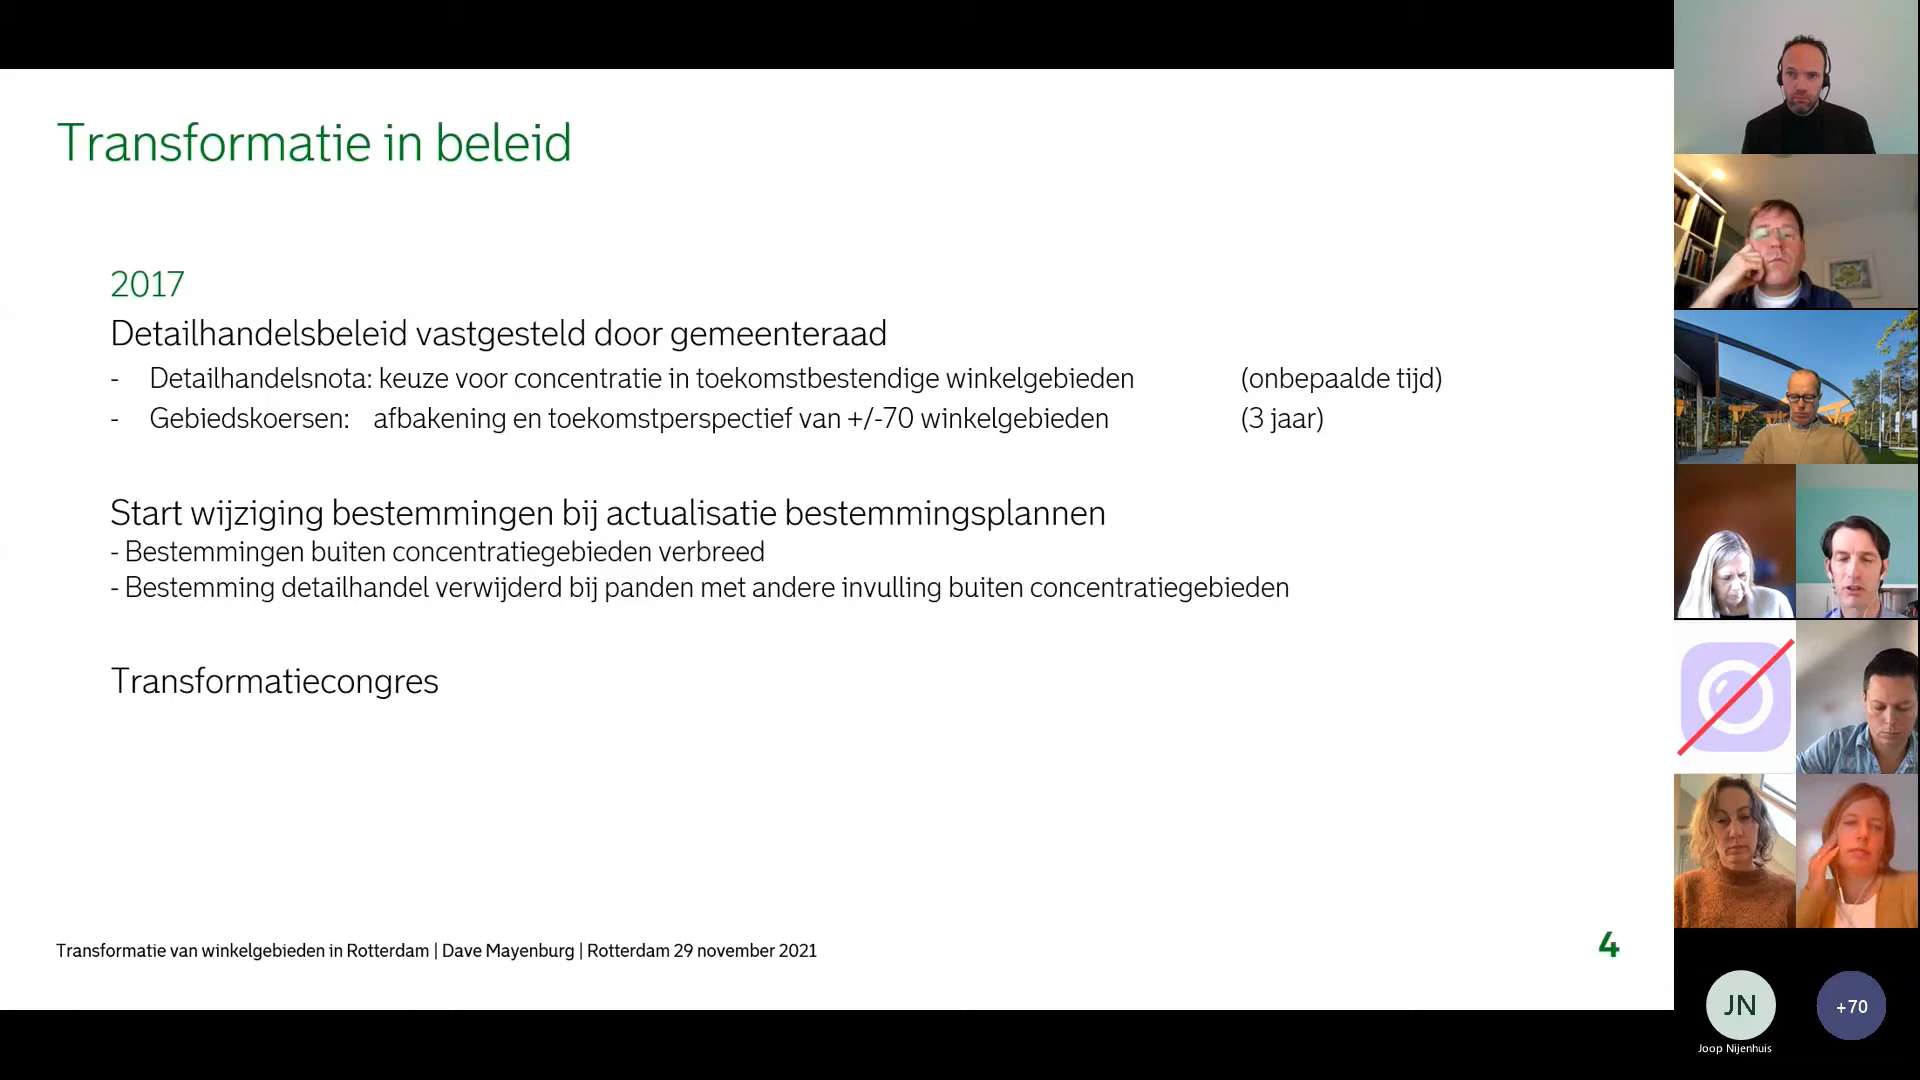 Transformatie in beleid
2017
Detailhandelsbeleid vastgesteld door gemeenteraad
- Detailhandelsnota: keuze voor concentratie in toekomstbestendige winkelgebieden (onbepaalde tijd)
- Gebiedskoersen: afbakening en toekomstperspectief van +/-70 winkelgebieden (3 jaar)
Start wijziging bestemmingen bij actualisatie bestemmingsplannen
- Bestemmingen buiten concentratiegebieden verbreed
- Bestemming detailhandel verwijderd bij panden met andere invulling buiten concentratiegebieden
Transformatiecongres
Transformatie van winkelgebieden in Rotterdam | Dave Mayenburg | Rotterdam 29 november 2021
4
JN
+70
Joop Nijenhuis